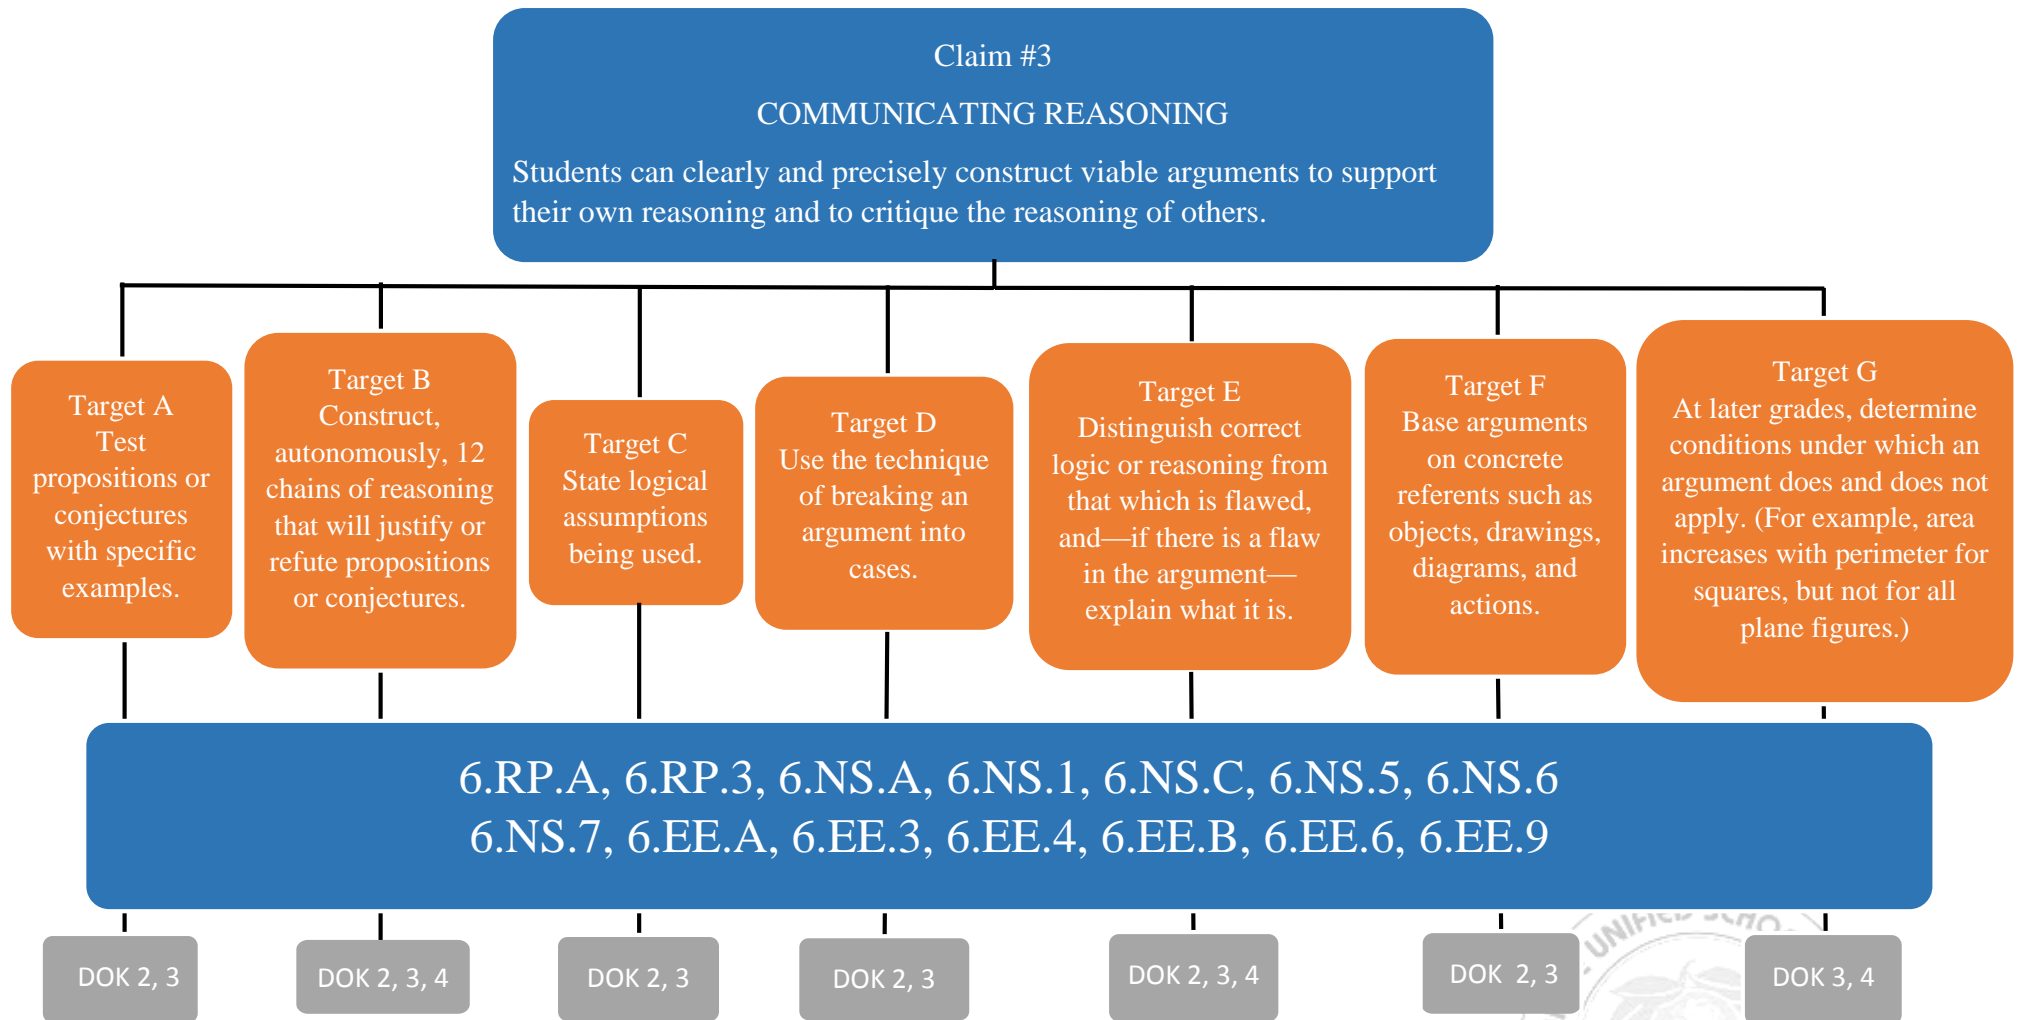 Claim #3
COMMUNICATING REASONING
Students can clearly and precisely construct viable arguments to support
their own reasoning and to critique the reasoning of others.
Target A
Test
propositions or
conjectures
with specific
examples.
Target B
Construct,
autonomously, 12
chains of reasoning
that will justify or
refute propositions
or conjectures.
Target C
State logical
assumptions
being used.
Target D
Use the technique
of breaking an
argument into
cases.
Target E
Distinguish correct
logic or reasoning from
that which is flawed,
and—if there is a flaw
in the argument—
explain what it is.
Target F
Base arguments
on concrete
referents such as
objects, drawings,
diagrams, and
actions.
Target G
At later grades, determine
conditions under which an
argument does and does not
apply. (For example, area
increases with perimeter for
squares, but not for all
plane figures.)
6.RP.A, 6.RP.3, 6.NS.A, 6.NS.1, 6.NS.C, 6.NS.5, 6.NS.6
6.NS.7, 6.EE.A, 6.EE.3, 6.EE.4, 6.EE.B, 6.EE.6, 6.EE.9
DOK 2, 3
DOK 2, 3, 4
DOK 2, 3
DOK 2, 3
DOK 2, 3, 4
DOK 2, 3
DOK 3, 4
UNIFIED